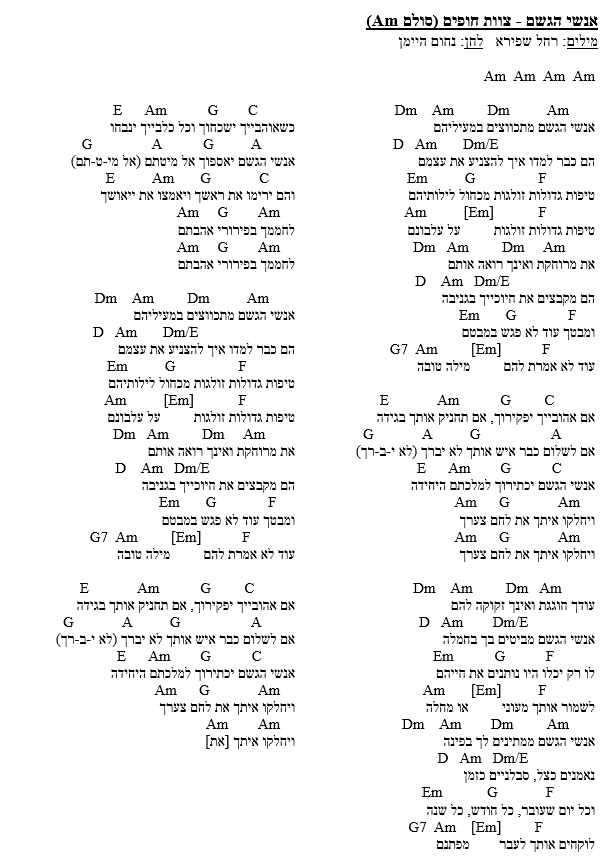 אנשי הגשם - צוות חופים (סולם Am)
מילים: רחל שפירא לחן: נחום היימן
Am Am Am Am
Dm Am Dm Am
אנשי הגשם מתכווצים במעיליהם
D Am Dm/E
הם כבר למדו איך להצניע את עצמם
Em G F
טיפות גדולות זולגות מכחול לילותיהם
Am [Em] F
טיפות גדולות זולגות על עלבונם
Dm Am Dm Am
את מרוחקת ואינך רואה אותם
D Am Dm/E
הם מקבצים את חיוכייך בגניבה
Em G F
ומבטך עוד לא פגש במבטם
G7 Am [Em] F
עוד לא אמרת להם מילה טובה
E Am G C
אם אהובייך יפקירוך, אם תחניק אותך בגידה
G A G A
אם לשלום כבר איש אותך לא יברך (לא י-ב-רך)
E Am G C
אנשי הגשם יכתירוך למלכתם היחידה
Am G Am
ויחלקו איתך את לחם צערך
Am G Am
ויחלקו איתך את לחם צערך
Dm Am Dm Am
עודך חוגגת ואינך זקוקה להם
D Am Dm/E
אנשי הגשם מביטים בך בחמלה
Em G F
לו רק יכלו היו נותנים את חייהם
Am [Em] F
לשמור אותך מעוני או מחלה
Dm Am Dm Am
אנשי הגשם ממתינים לך בפינה
D Am Dm/E
נאמנים כצל, סבלניים כזמן
Em G F
וכל יום שעובר, כל חודש, כל שנה
G7 Am [Em] F
לוקחים אותך לעבר מפתנם
E Am G C
כשאוהבייך ישכחוך וכל כלבייך ינבחו
G A G A
אנשי הגשם יאספוך אל מיטתם (אל מי-ט-תם)
E Am G C
והם ירימו את ראשך ויאמצו את ייאושך
Am G Am
לחממך בפירורי אהבתם
Am G Am
לחממך בפירורי אהבתם
Dm Am Dm Am
אנשי הגשם מתכווצים במעיליהם
D Am Dm/E
הם כבר למדו איך להצניע את עצמם
Em G F
טיפות גדולות זולגות מכחול לילותיהם
Am [Em] F
טיפות גדולות זולגות על עלבונם
Dm Am Dm Am
את מרוחקת ואינך רואה אותם
D Am Dm/E
הם מקבצים את חיוכייך בגניבה
Em G F
ומבטך עוד לא פגש במבטם
G7 Am [Em] F
עוד לא אמרת להם מילה טובה
E Am G C
אם אהובייך יפקירוך, אם תחניק אותך בגידה
G A G A
אם לשלום כבר איש אותך לא יברך (לא י-ב-רך)
E Am G C
אנשי הגשם יכתירוך למלכתם היחידה
Am G Am
ויחלקו איתך את לחם צערך
Am Am
ויחלקו איתך [את]